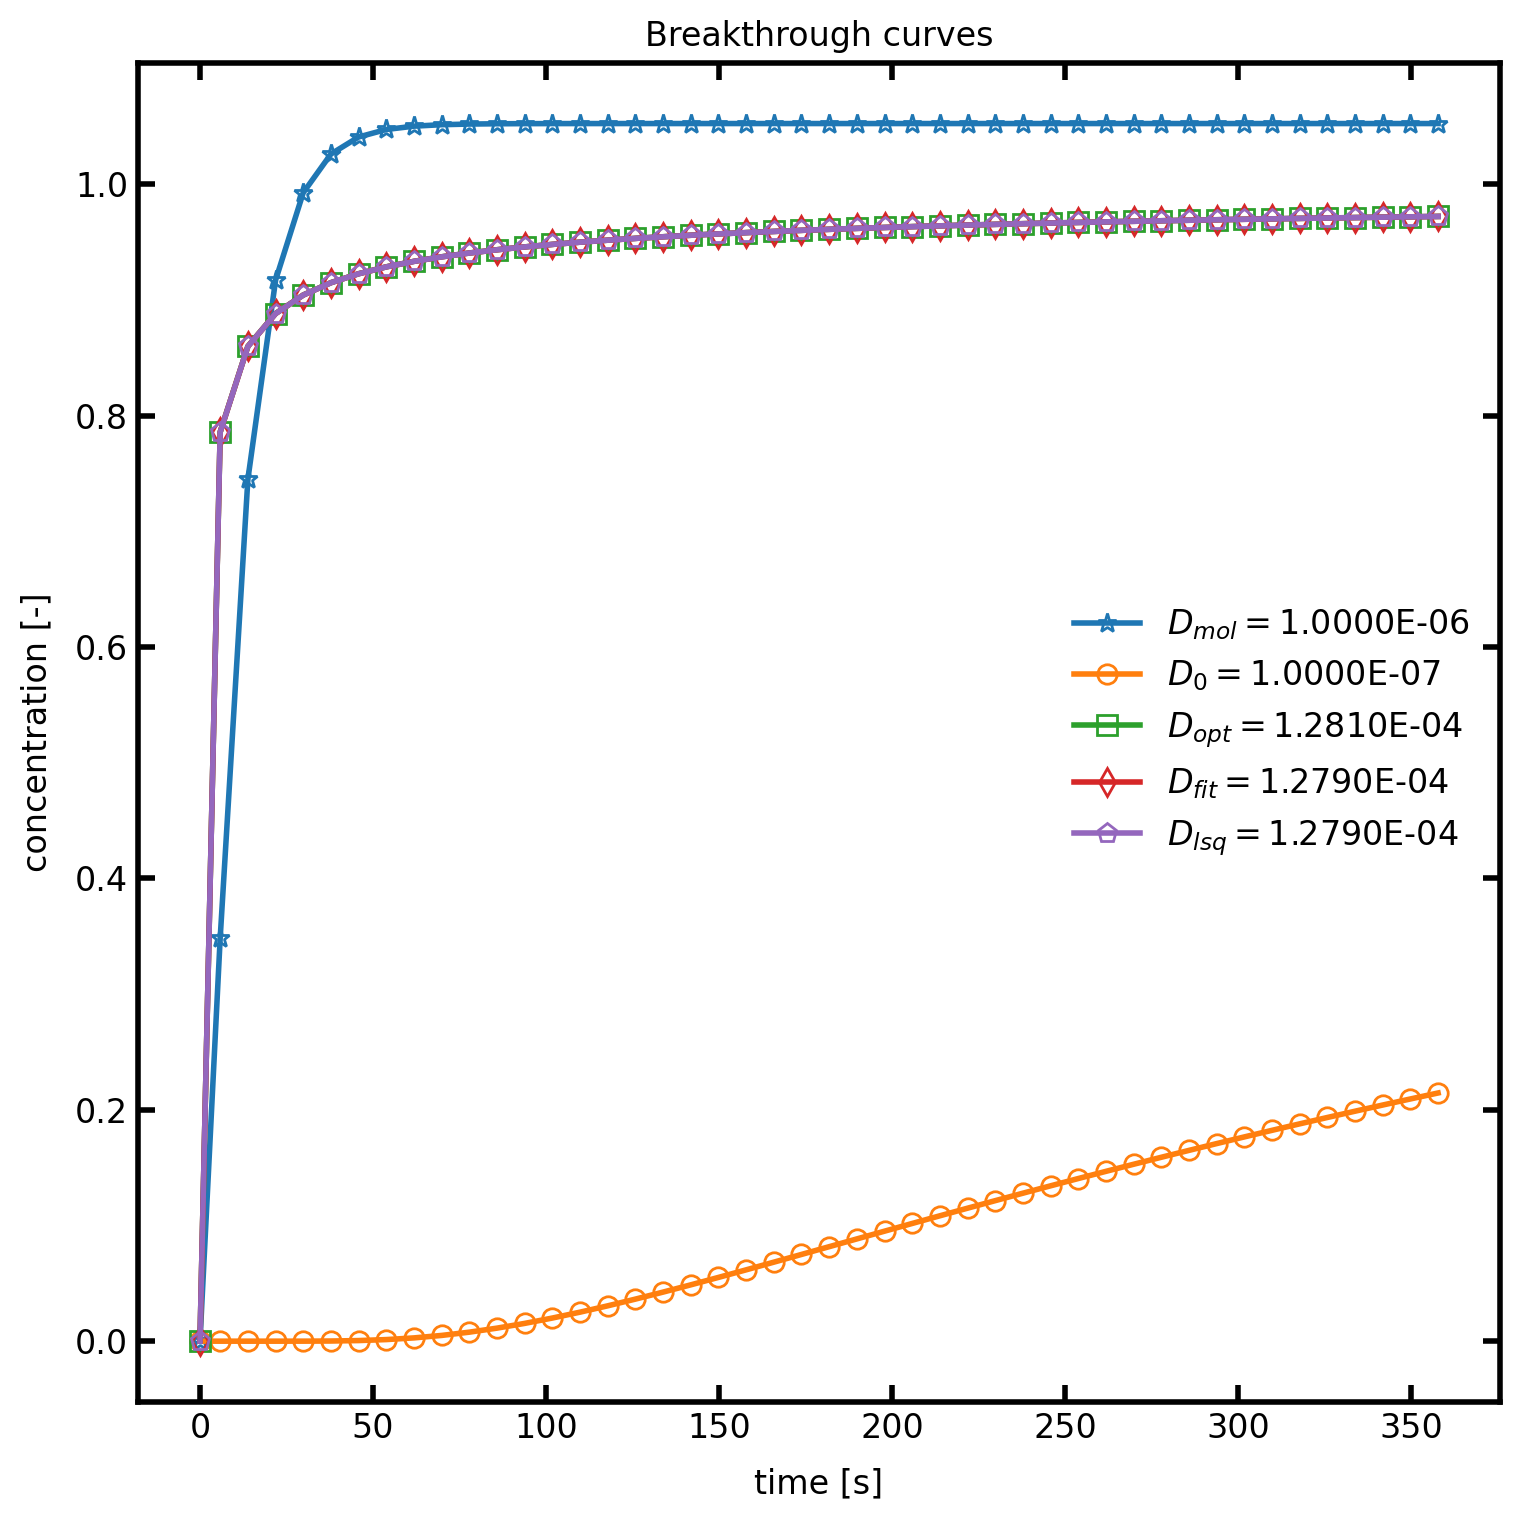 Breakthrough curves
concentration [-]
1.0
0.8
0.6
0.4
0.2
0.0
D_mol = 1.0000E-06
D_0 = 1.0000E-07
D_opt = 1.2810E-04
D_fit = 1.2790E-04
D_lsq = 1.2790E-04
0 50 100 150 200 250 300 350
time [s]